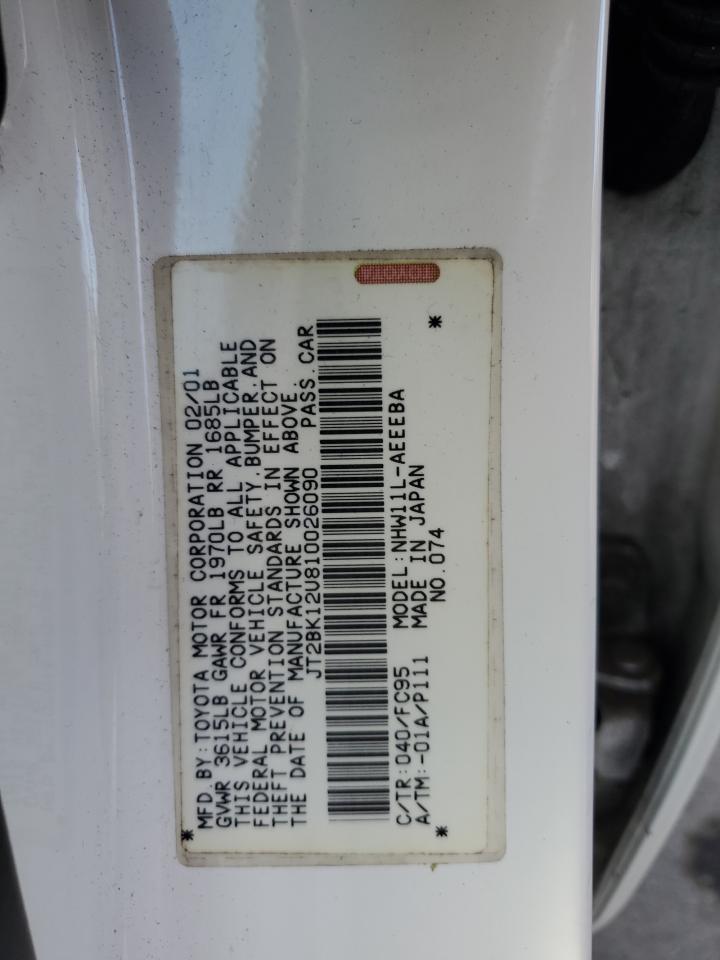 * MFD. BY: TOYOTA MOTOR CORPORATION 02/01
GVWR 3615LB GAWR FR 1970LB RR 1685LB
THIS VEHICLE CONFORMS TO ALL APPLICABLE
FEDERAL MOTOR VEHICLE SAFETY, BUMPER, AND
THEFT PREVENTION STANDARDS IN EFFECT ON
THE DATE OF MANUFACTURE SHOWN ABOVE.
JT2BK12U810026090 PASS. CAR
C/TR: 040/FC95 MODEL: NHW11L-AEEEBA
A/TM: -01A/P111 MADE IN JAPAN *
* NO. 074